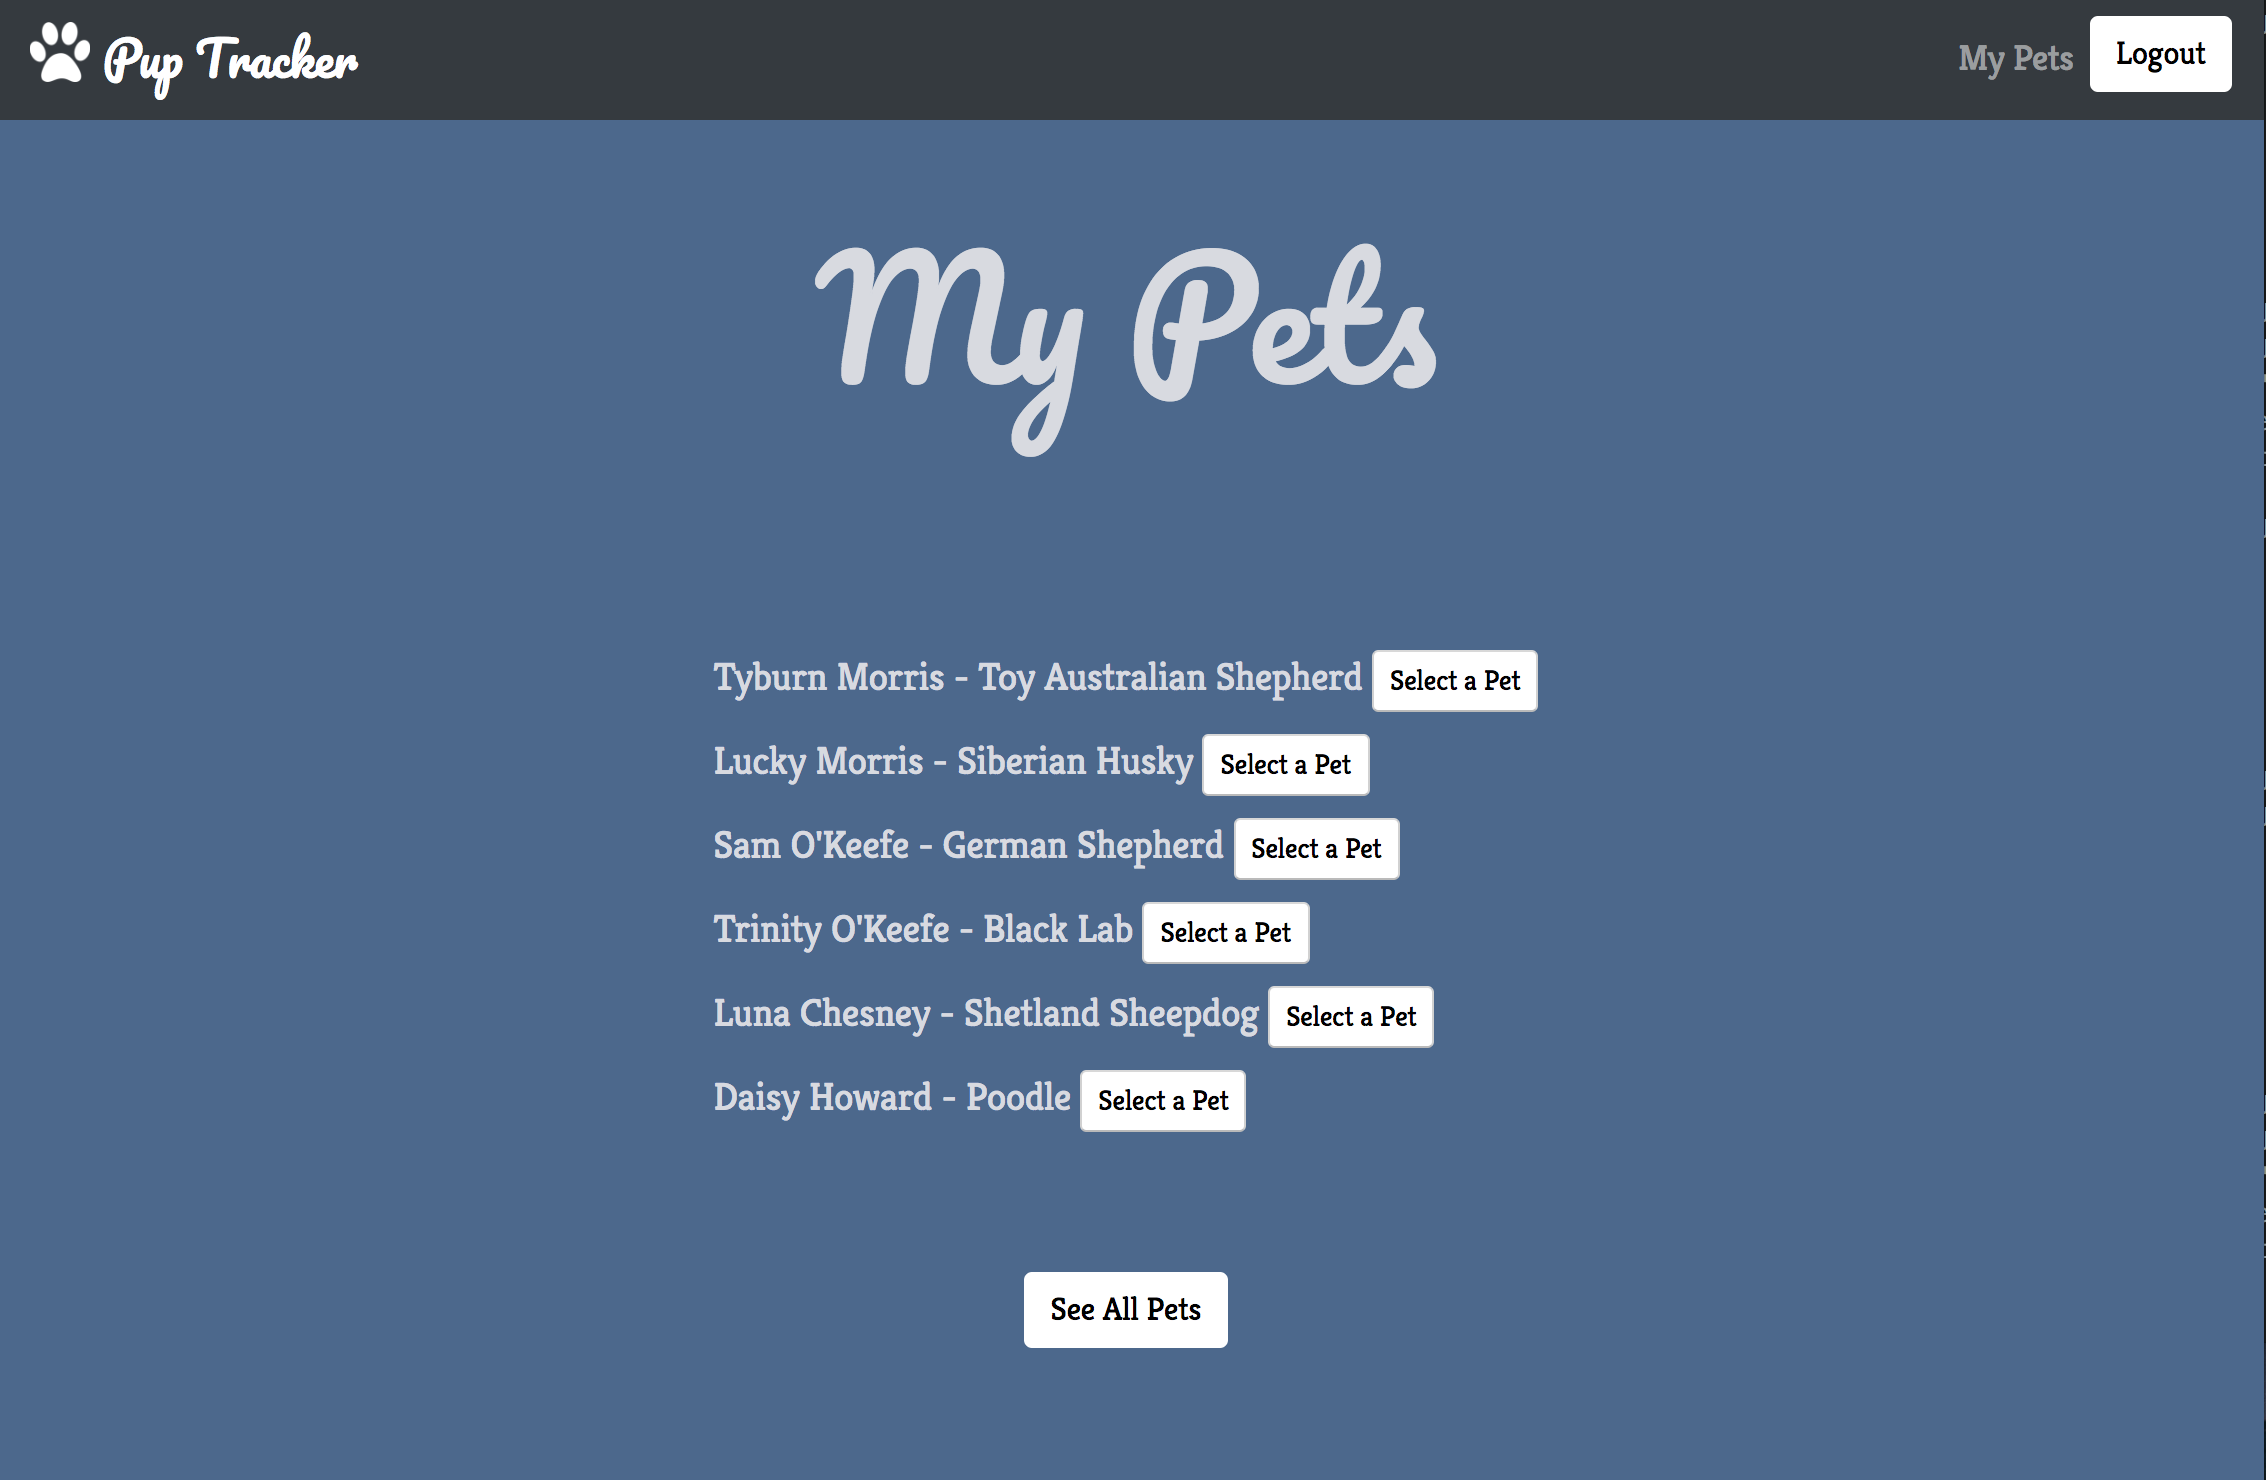 Pup Tracker My Pets Logout
My Pets
Tyburn Morris - Toy Australian Shepherd Select a Pet
Lucky Morris - Siberian Husky Select a Pet
Sam O'Keefe - German Shepherd Select a Pet
Trinity O'Keefe - Black Lab Select a Pet
Luna Chesney - Shetland Sheepdog Select a Pet
Daisy Howard - Poodle Select a Pet
See All Pets